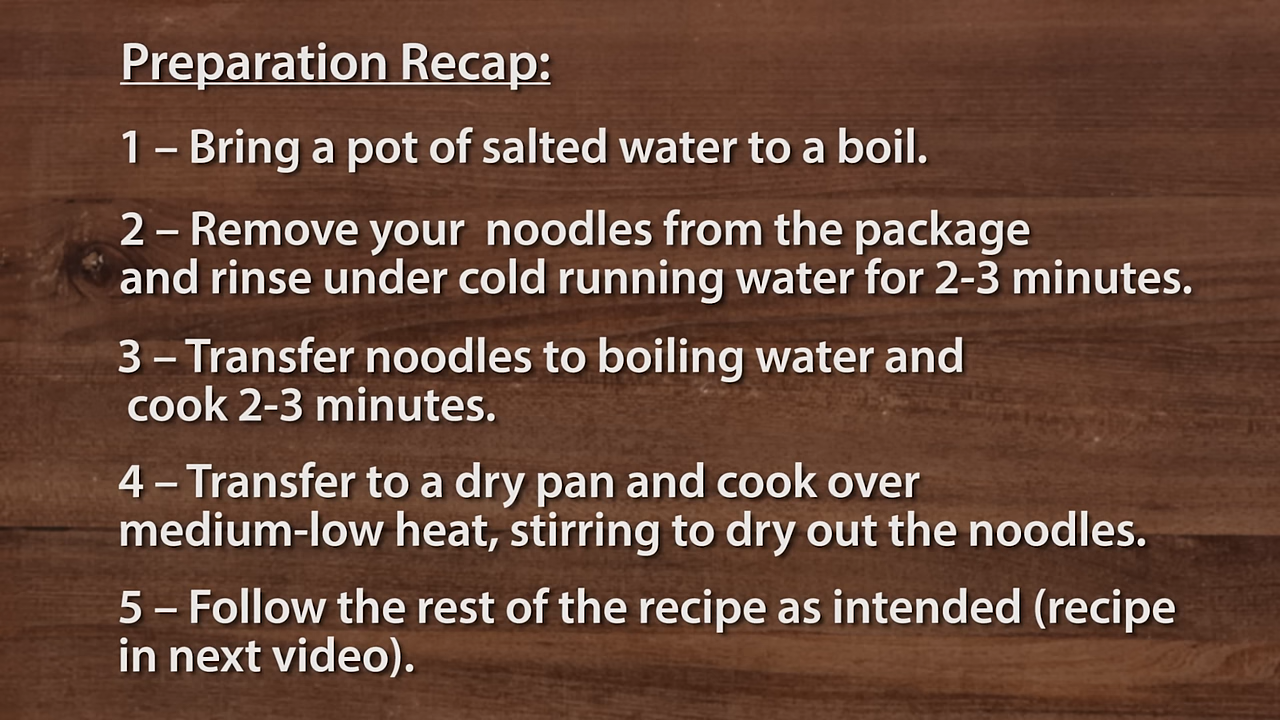 Preparation Recap:
1 – Bring a pot of salted water to a boil.
2 – Remove your  noodles from the package
and rinse under cold running water for 2-3 minutes.
3 – Transfer noodles to boiling water and
cook 2-3 minutes.
4 – Transfer to a dry pan and cook over
medium-low heat, stirring to dry out the noodles.
5 – Follow the rest of the recipe as intended (recipe
in next video).